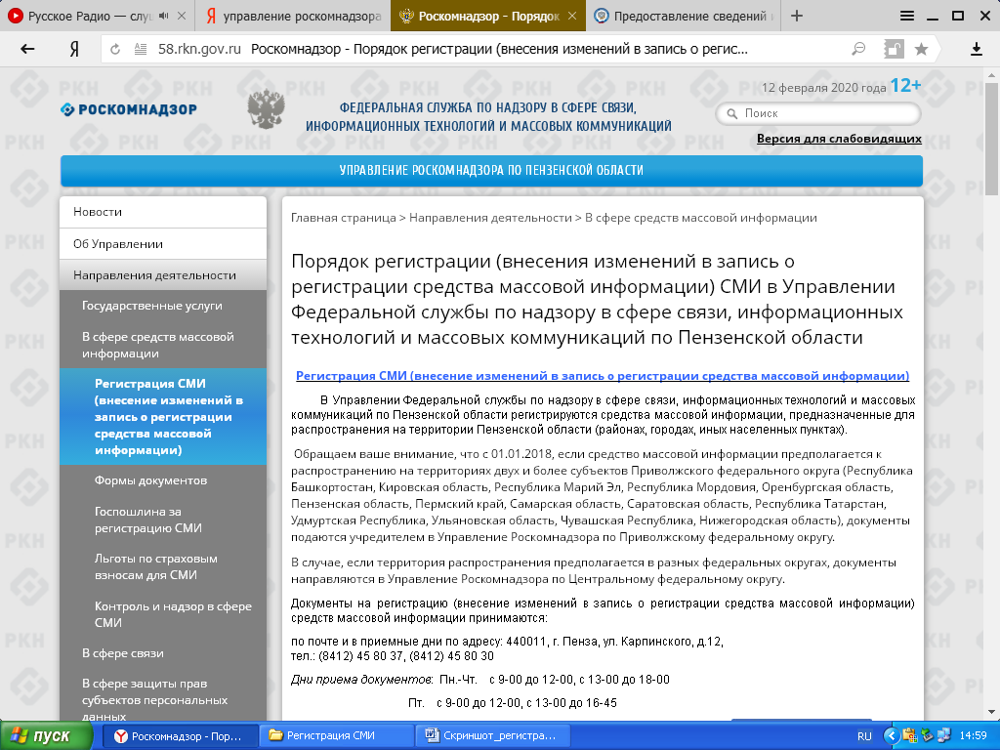 Русское Радио — слу
управление роскомнадзора
Роскомнадзор - Порядок
Предоставление сведений
58.rkn.gov.ru Роскомнадзор - Порядок регистрации (внесения изменений в запись о регис...
РОСКОМНАДЗОР
ФЕДЕРАЛЬНАЯ СЛУЖБА ПО НАДЗОРУ В СФЕРЕ СВЯЗИ,
ИНФОРМАЦИОННЫХ ТЕХНОЛОГИЙ И МАССОВЫХ КОММУНИКАЦИЙ
12 февраля 2020 года 12+
Поиск
Версия для слабовидящих
УПРАВЛЕНИЕ РОСКОМНАДЗОРА ПО ПЕНЗЕНСКОЙ ОБЛАСТИ
Новости
Об Управлении
Направления деятельности
Государственные услуги
В сфере средств массовой
информации
Регистрация СМИ
(внесение изменений в
запись о регистрации
средства массовой
информации)
Формы документов
Госпошлина за
регистрацию СМИ
Льготы по страховым
взносам для СМИ
Контроль и надзор в сфере
СМИ
В сфере связи
В сфере защиты прав
субъектов персональных
данных
Главная страница > Направления деятельности > В сфере средств массовой информации
Порядок регистрации (внесения изменений в запись о
регистрации средства массовой информации) СМИ в Управлении
Федеральной службы по надзору в сфере связи, информационных
технологий и массовых коммуникаций по Пензенской области
Регистрация СМИ (внесение изменений в запись о регистрации средства массовой информации)
В Управлении Федеральной службы по надзору в сфере связи, информационных технологий и массовых
коммуникаций по Пензенской области регистрируются средства массовой информации, предназначенные для
распространения на территории Пензенской области (районах, городах, иных населенных пунктах).
Обращаем ваше внимание, что с 01.01.2018, если средство массовой информации предполагается к
распространению на территориях двух и более субъектов Приволжского федерального округа (Республика
Башкортостан, Кировская область, Республика Марий Эл, Республика Мордовия, Оренбургская область,
Пензенская область, Пермский край, Самарская область, Саратовская область, Республика Татарстан,
Удмуртская Республика, Ульяновская область, Чувашская Республика, Нижегородская область), документы
подаются учредителем в Управление Роскомнадзора по Приволжскому федеральному округу.
В случае, если территория распространения предполагается в разных федеральных округах, документы
направляются в Управление Роскомнадзора по Центральному федеральному округу.
Документы на регистрацию (внесение изменений в запись о регистрации средства массовой информации)
средств массовой информации принимаются:
по почте и в приемные дни по адресу: 440011, г. Пенза, ул. Карпинского, д.12,
тел.: (8412) 45 80 37, (8412) 45 80 30
Дни приема документов: Пн.-Чт. с 9-00 до 12-00, с 13-00 до 18-00
Пт. с 9-00 до 12-00, с 13-00 до 16-45
пуск
Роскомнадзор - Пор...
Регистрация СМИ
Скриншот_регистра...
RU
14:59